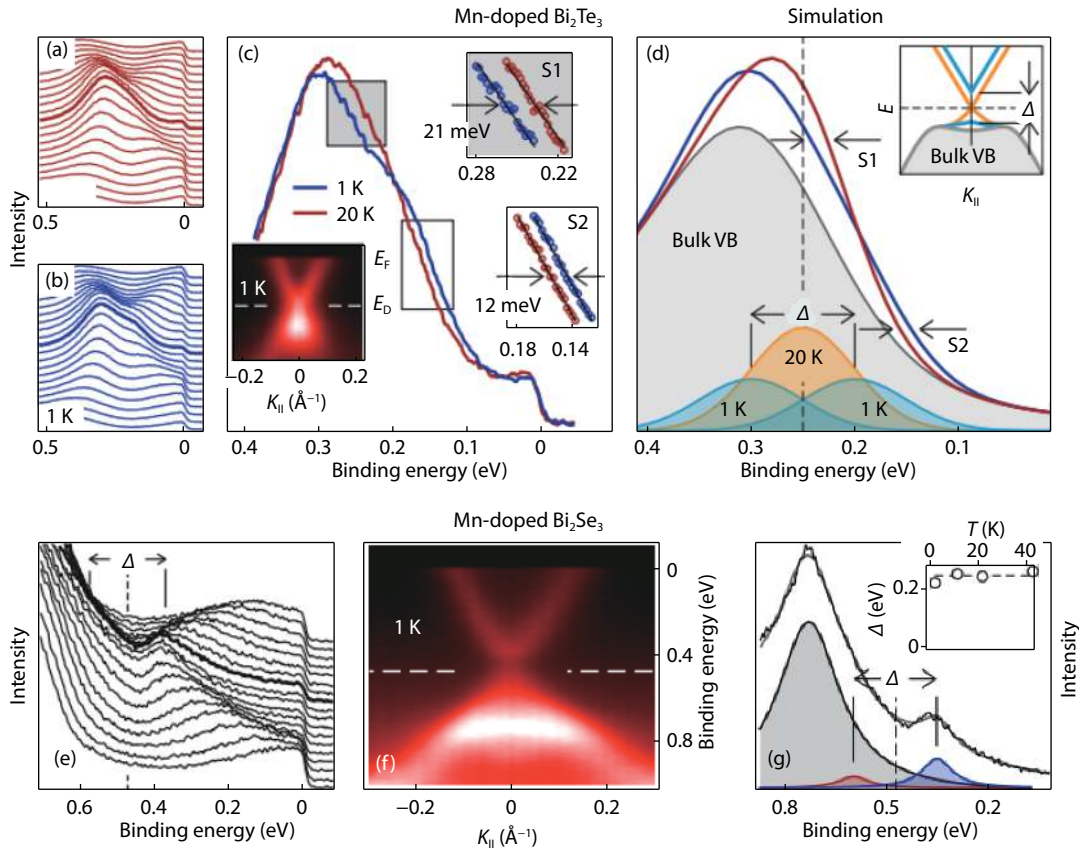 Mn-doped Bi₂Te₃
Simulation
(a)
0.5
0
Intensity
(b)
1 K
0.5
0
(c)
S1
21 meV
0.28
0.22
1 K
20 K
S2
12 meV
0.18
0.14
1 K
E_F
E_D
−0.2
0
0.2
K_|| (Å⁻¹)
0.4
0.3
0.2
0.1
0
Binding energy (eV)
(d)
E
Δ
Bulk VB
K_||
S1
Bulk VB
Δ
S2
20 K
1 K
1 K
0.4
0.3
0.2
0.1
Binding energy (eV)
Mn-doped Bi₂Se₃
Δ
(e)
0.6
0.4
0.2
0
Binding energy (eV)
1 K
(f)
−0.2
0
0.2
K_|| (Å⁻¹)
0
0.4
0.8
Binding energy (eV)
Intensity
T (K)
0
20
40
Δ (eV)
0.2
0
Δ
(g)
0.8
0.5
0.2
Binding energy (eV)
Intensity